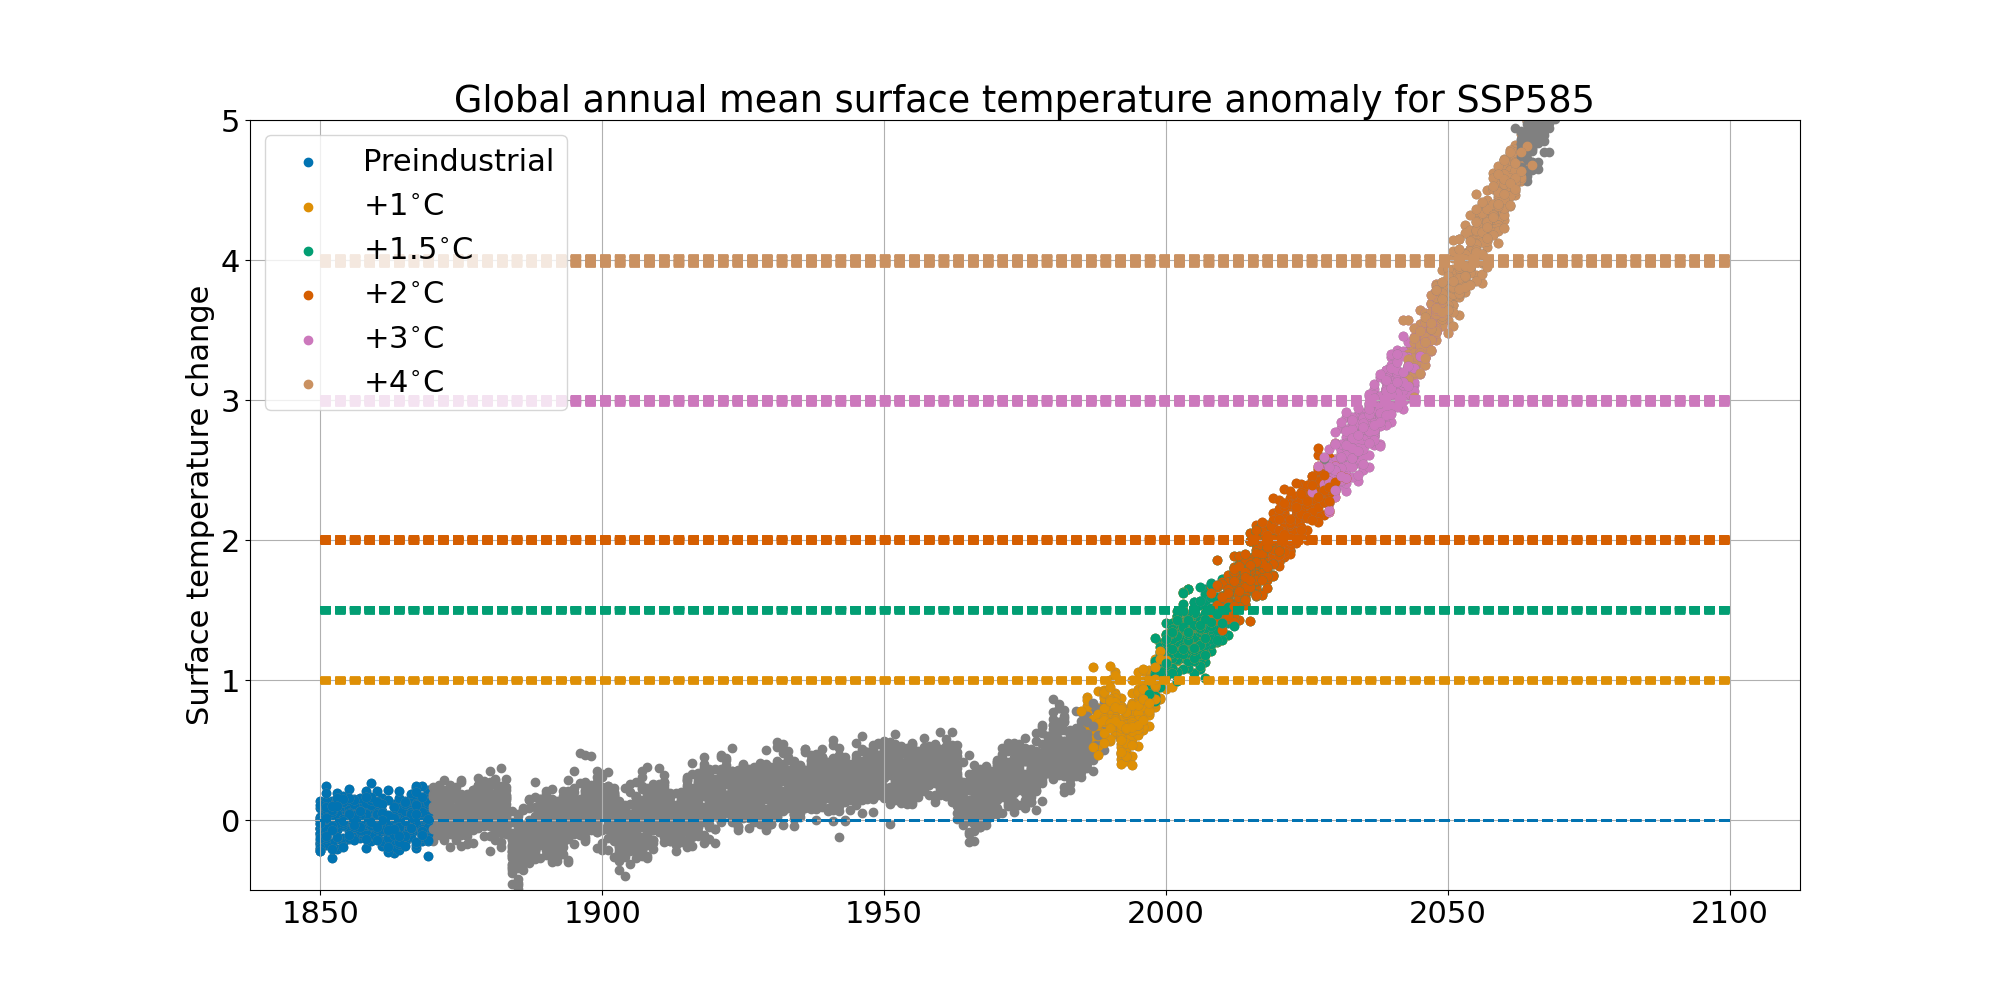 Global annual mean surface temperature anomaly for SSP585
Surface temperature change
5
4
3
2
1
0
Preindustrial
+1°C
+1.5°C
+2°C
+3°C
+4°C
1850 1900 1950 2000 2050 2100